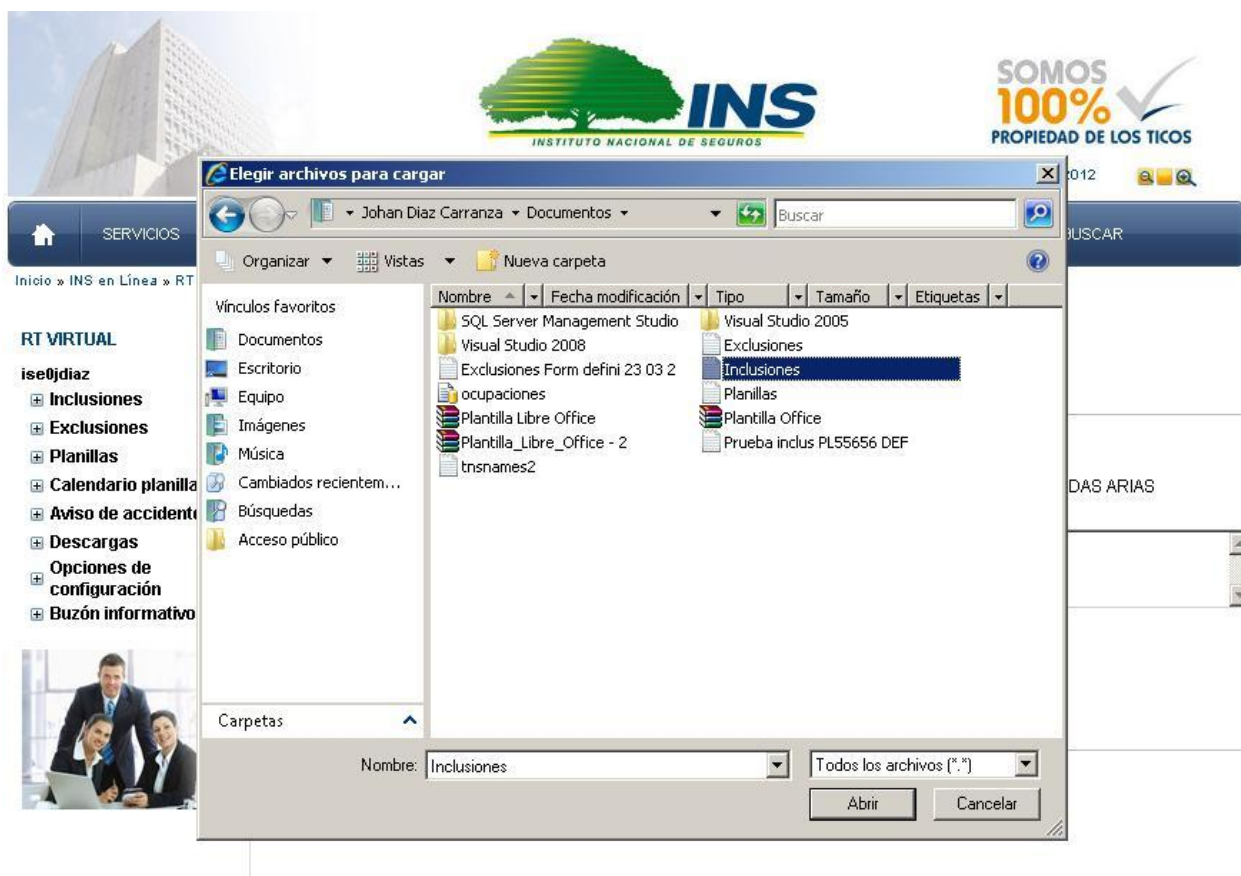 INS
INSTITUTO NACIONAL DE SEGUROS
SOMOS
100%
PROPIEDAD DE LOS TICOS
2012
SERVICIOS
BUSCAR
Inicio » INS en Línea » RT
RT VIRTUAL
ise0jdiaz
Inclusiones
Exclusiones
Planillas
Calendario planilla
Aviso de accidente
Descargas
Opciones de
configuración
Buzón informativo
Elegir archivos para cargar
Johan Diaz Carranza Documentos
Buscar
Organizar Vistas Nueva carpeta
Vínculos favoritos
Documentos
Escritorio
Equipo
Imágenes
Música
Cambiados recientem...
Búsquedas
Acceso público
Carpetas
Nombre Fecha modificación Tipo Tamaño Etiquetas
SQL Server Management Studio Visual Studio 2005
Visual Studio 2008 Exclusiones
Exclusiones Form defini 23 03 2 Inclusiones
ocupaciones Planillas
Plantilla Libre Office Plantilla Office
Plantilla_Libre_Office - 2 Prueba inclus PL55656 DEF
tnsnames2
Nombre: Inclusiones Todos los archivos (*.*)
Abrir Cancelar
DAS ARIAS